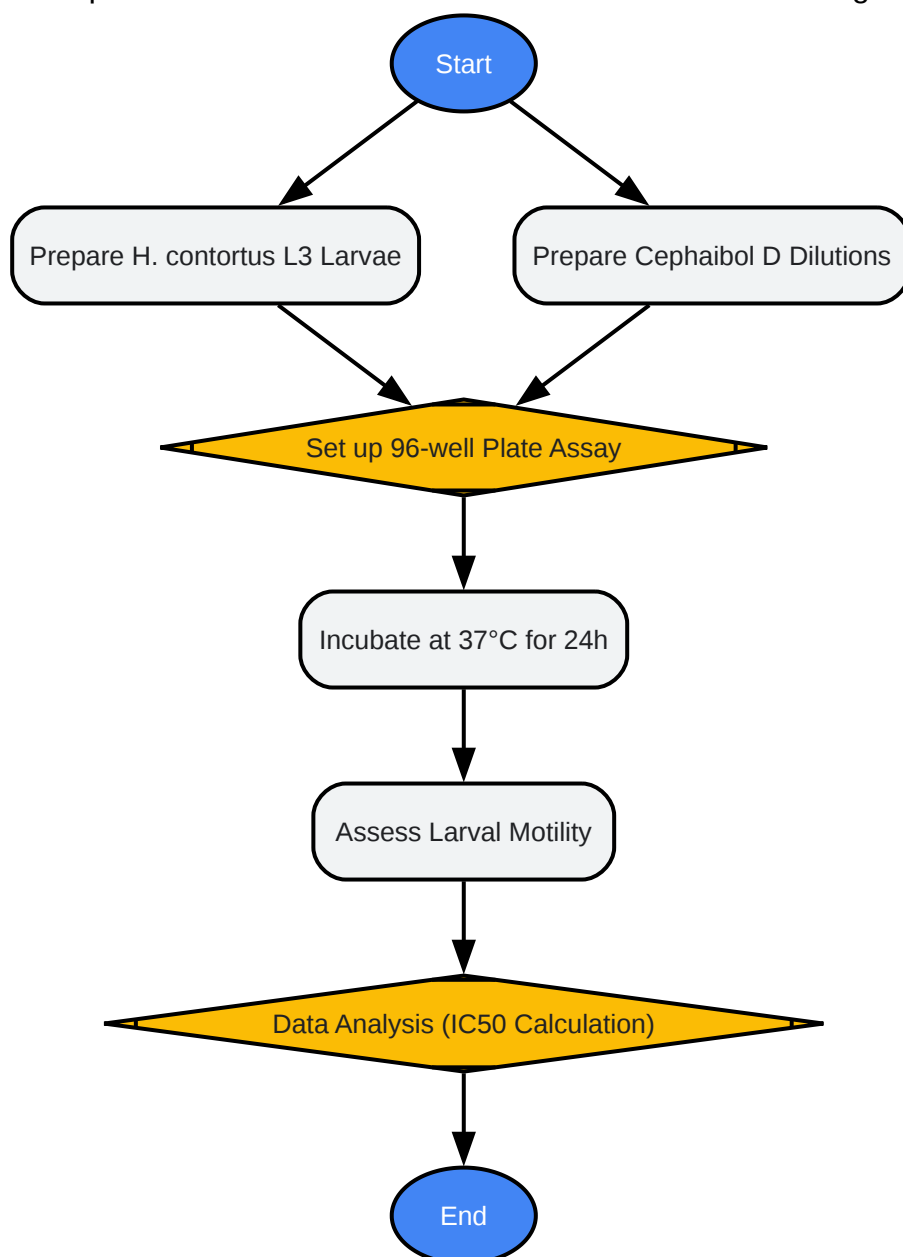 Start
Prepare H. contortus L3 Larvae
Prepare Cephaibol D Dilutions
Set up 96-well Plate Assay
Incubate at 37°C for 24h
Assess Larval Motility
Data Analysis (IC50 Calculation)
End